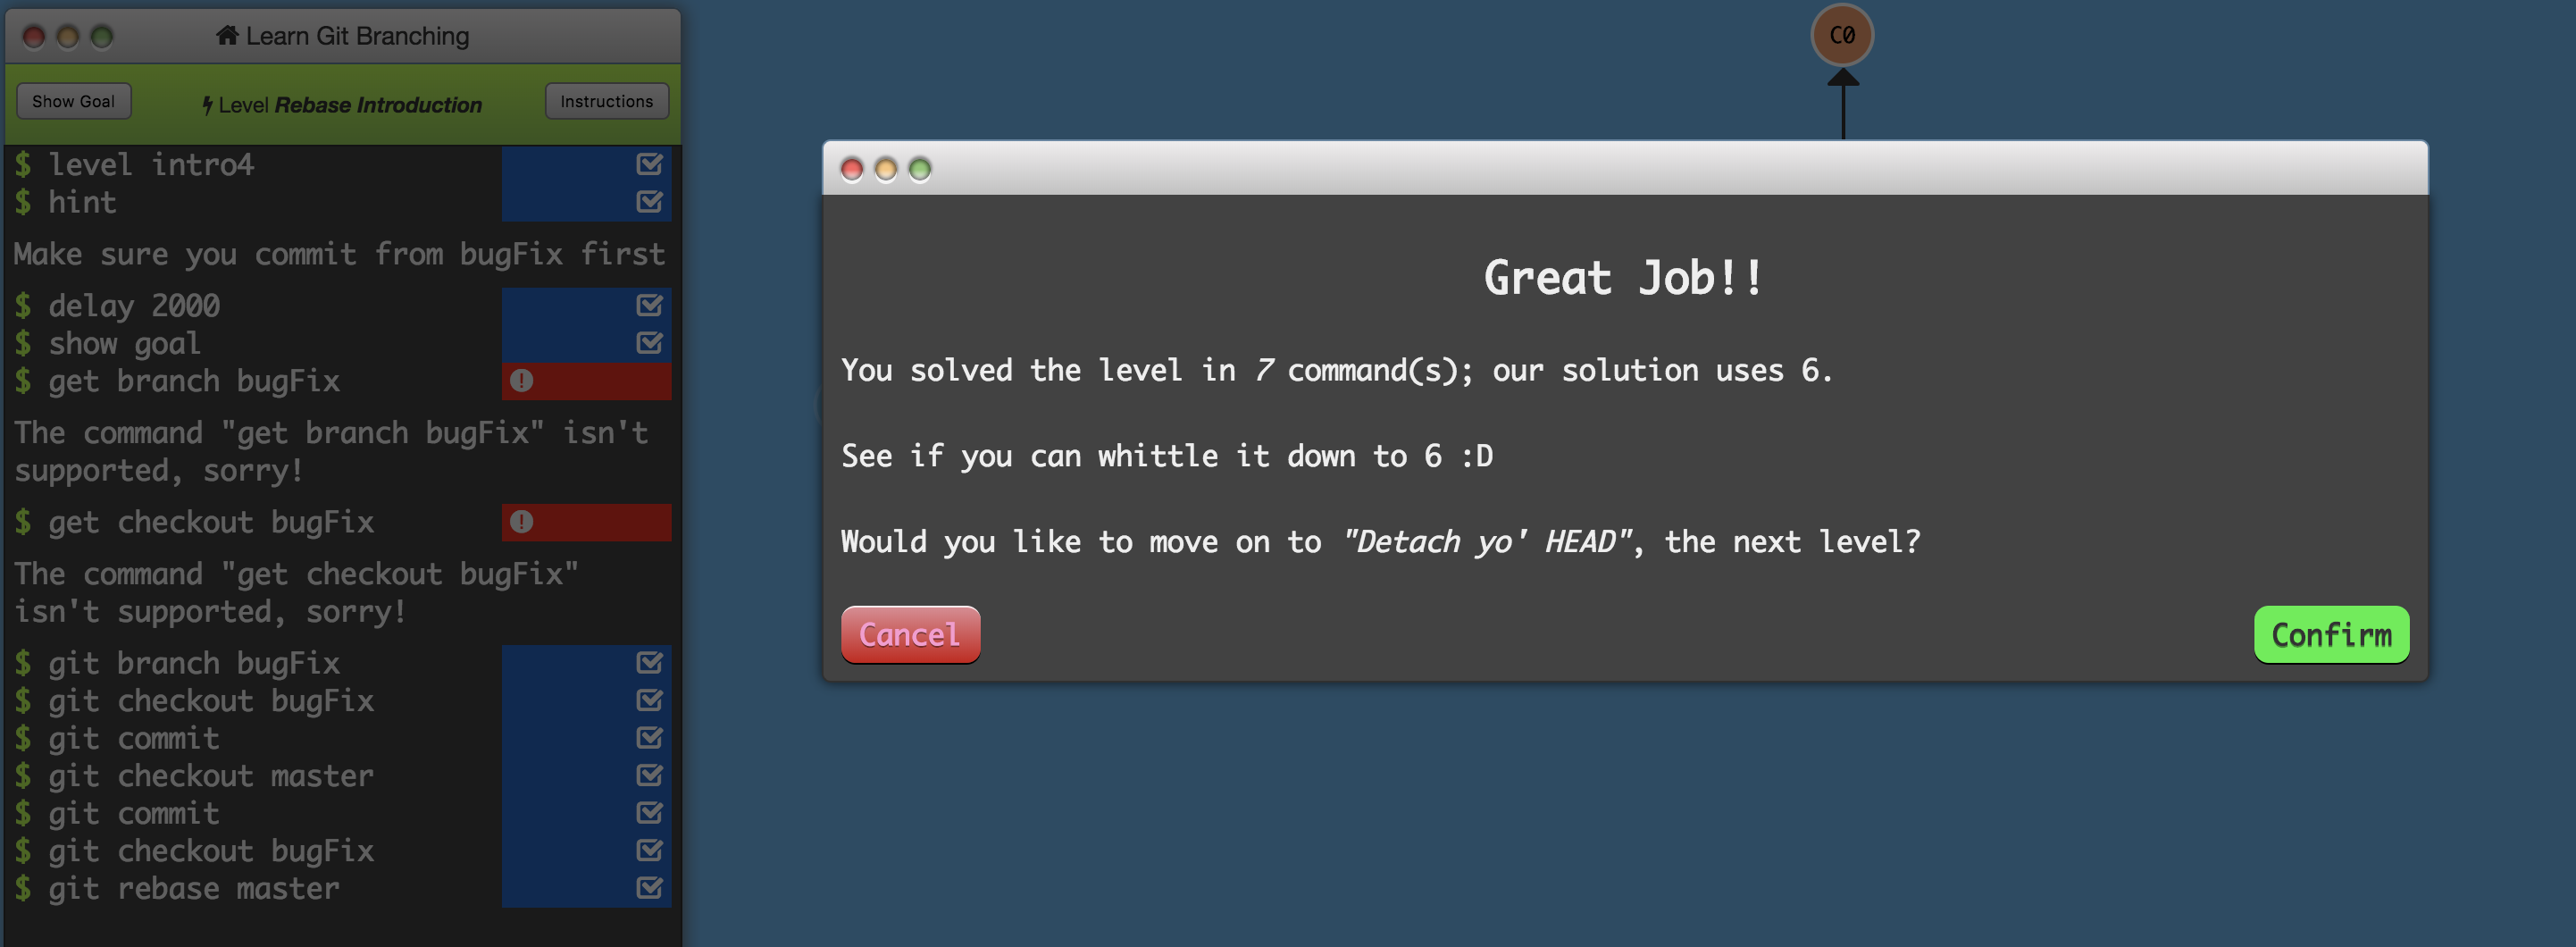 Learn Git Branching
Show Goal
Level Rebase Introduction
Instructions
$ level intro4
$ hint
Make sure you commit from bugFix first
$ delay 2000
$ show goal
$ get branch bugFix
The command "get branch bugFix" isn't
supported, sorry!
$ get checkout bugFix
The command "get checkout bugFix"
isn't supported, sorry!
$ git branch bugFix
$ git checkout bugFix
$ git commit
$ git checkout master
$ git commit
$ git checkout bugFix
$ git rebase master
C0
Great Job!!
You solved the level in 7 command(s); our solution uses 6.
See if you can whittle it down to 6 :D
Would you like to move on to "Detach yo' HEAD", the next level?
Cancel
Confirm